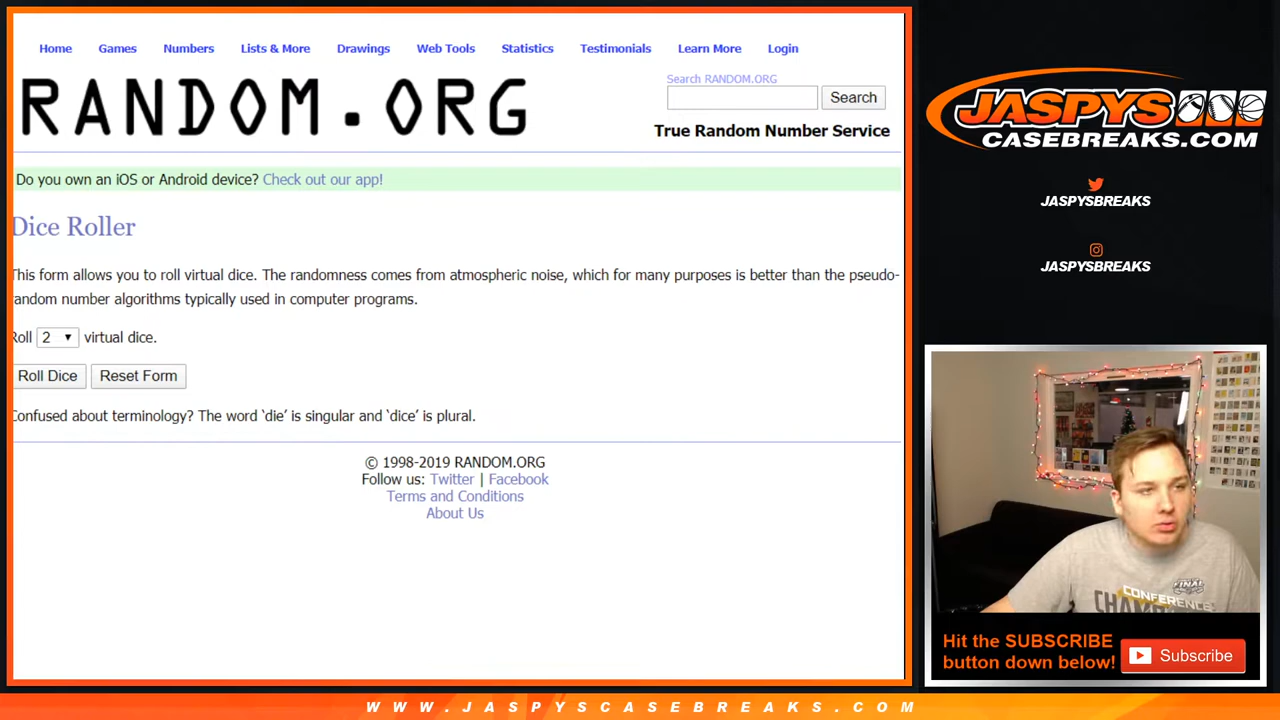 Home Games Numbers Lists & More Drawings Web Tools Statistics Testimonials Learn More Login
RANDOM.ORG
Search RANDOM.ORG
Search
True Random Number Service
Do you own an iOS or Android device? Check out our app!
Dice Roller
This form allows you to roll virtual dice. The randomness comes from atmospheric noise, which for many purposes is better than the pseudo-
random number algorithms typically used in computer programs.
Roll 2 virtual dice.
Roll Dice Reset Form
Confused about terminology? The word ‘die’ is singular and ‘dice’ is plural.
© 1998-2019 RANDOM.ORG
Follow us: Twitter | Facebook
Terms and Conditions
About Us
JASPYS
CASEBREAKS.COM
JASPYSBREAKS
JASPYSBREAKS
FINAL
CONFERENCE
Hit the SUBSCRIBE
button down below!
Subscribe
WWW.JASPYSCASEBREAKS.COM